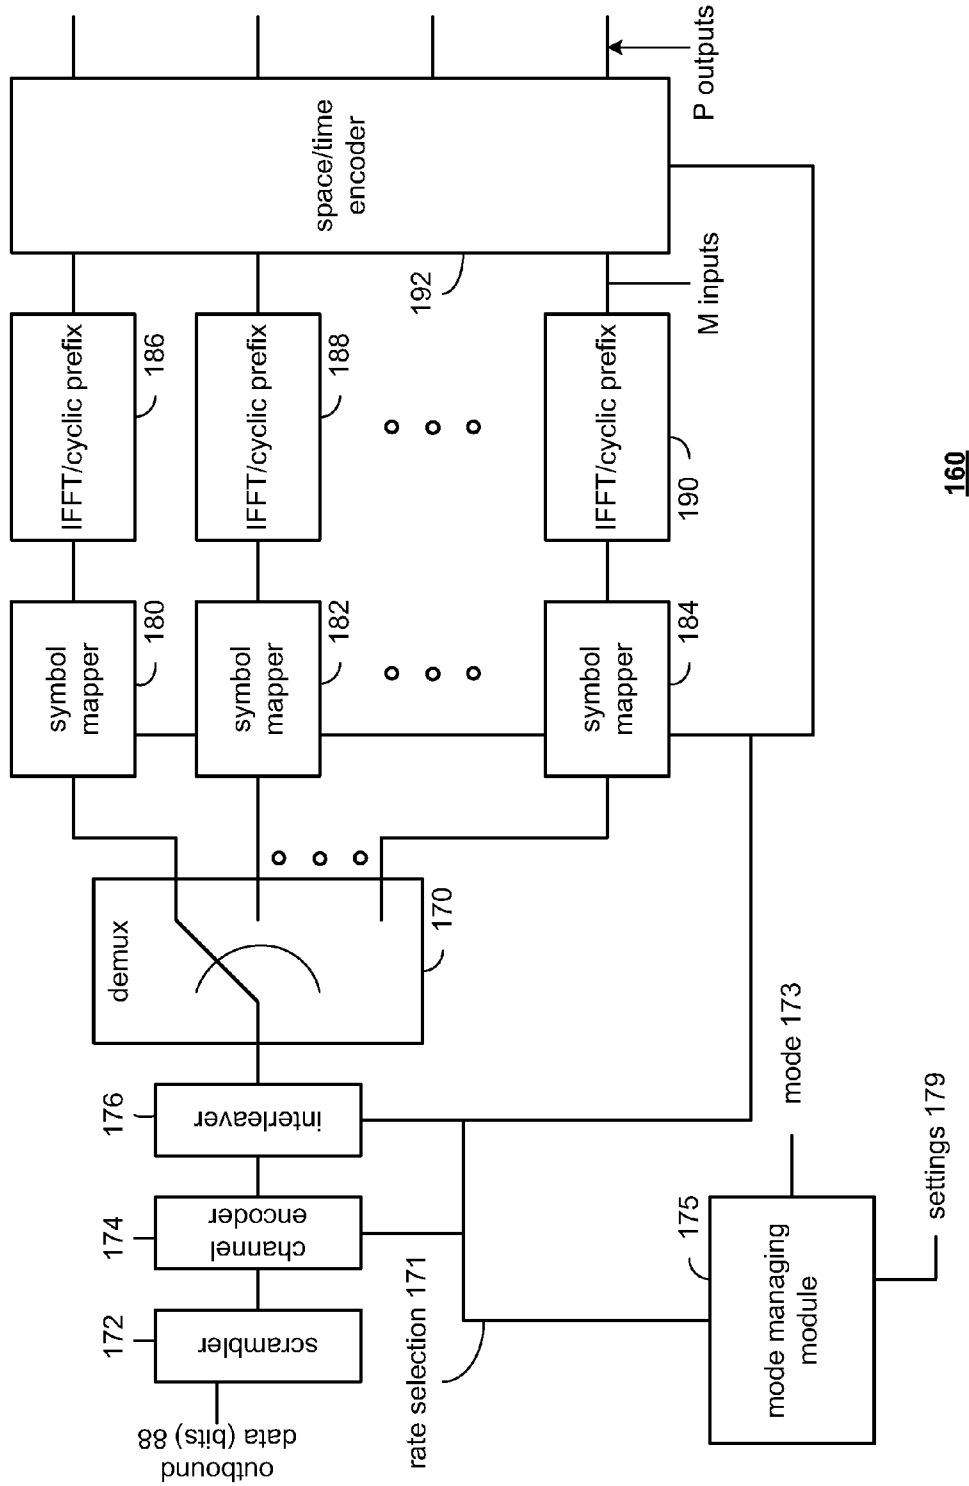 outbound
data (bits) 88
scrambler
172
channel
encoder
174
interleaver
176
demux
170
symbol
mapper
180
symbol
mapper
182
symbol
mapper
184
IFFT/cyclic prefix
186
IFFT/cyclic prefix
188
IFFT/cyclic prefix
190
space/time
encoder
192
M inputs
P outputs
rate selection 171
mode managing
module
175
mode 173
settings 179
160